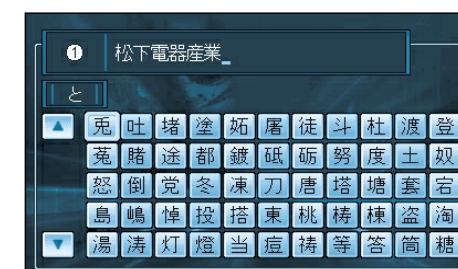 1 松下電器産業_
と
▲ 兎 吐 堵 塗 妬 屠 徒 斗 杜 渡 登
菟 賭 途 都 鍍 砥 砺 努 度 土 奴
怒 倒 党 冬 凍 刀 唐 塔 塘 套 宕
島 嶋 悼 投 搭 東 桃 梼 棟 盗 淘
▼ 湯 涛 灯 燈 当 痘 祷 等 答 筒 糖